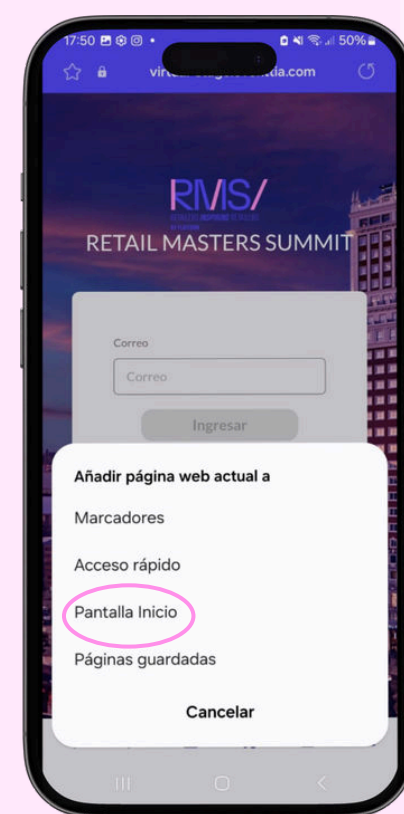 17:50
50%
RMS/
RETAIL MASTERS SUMMIT
Correo
Correo
Ingresar
Añadir página web actual a
Marcadores
Acceso rápido
Pantalla Inicio
Páginas guardadas
Cancelar